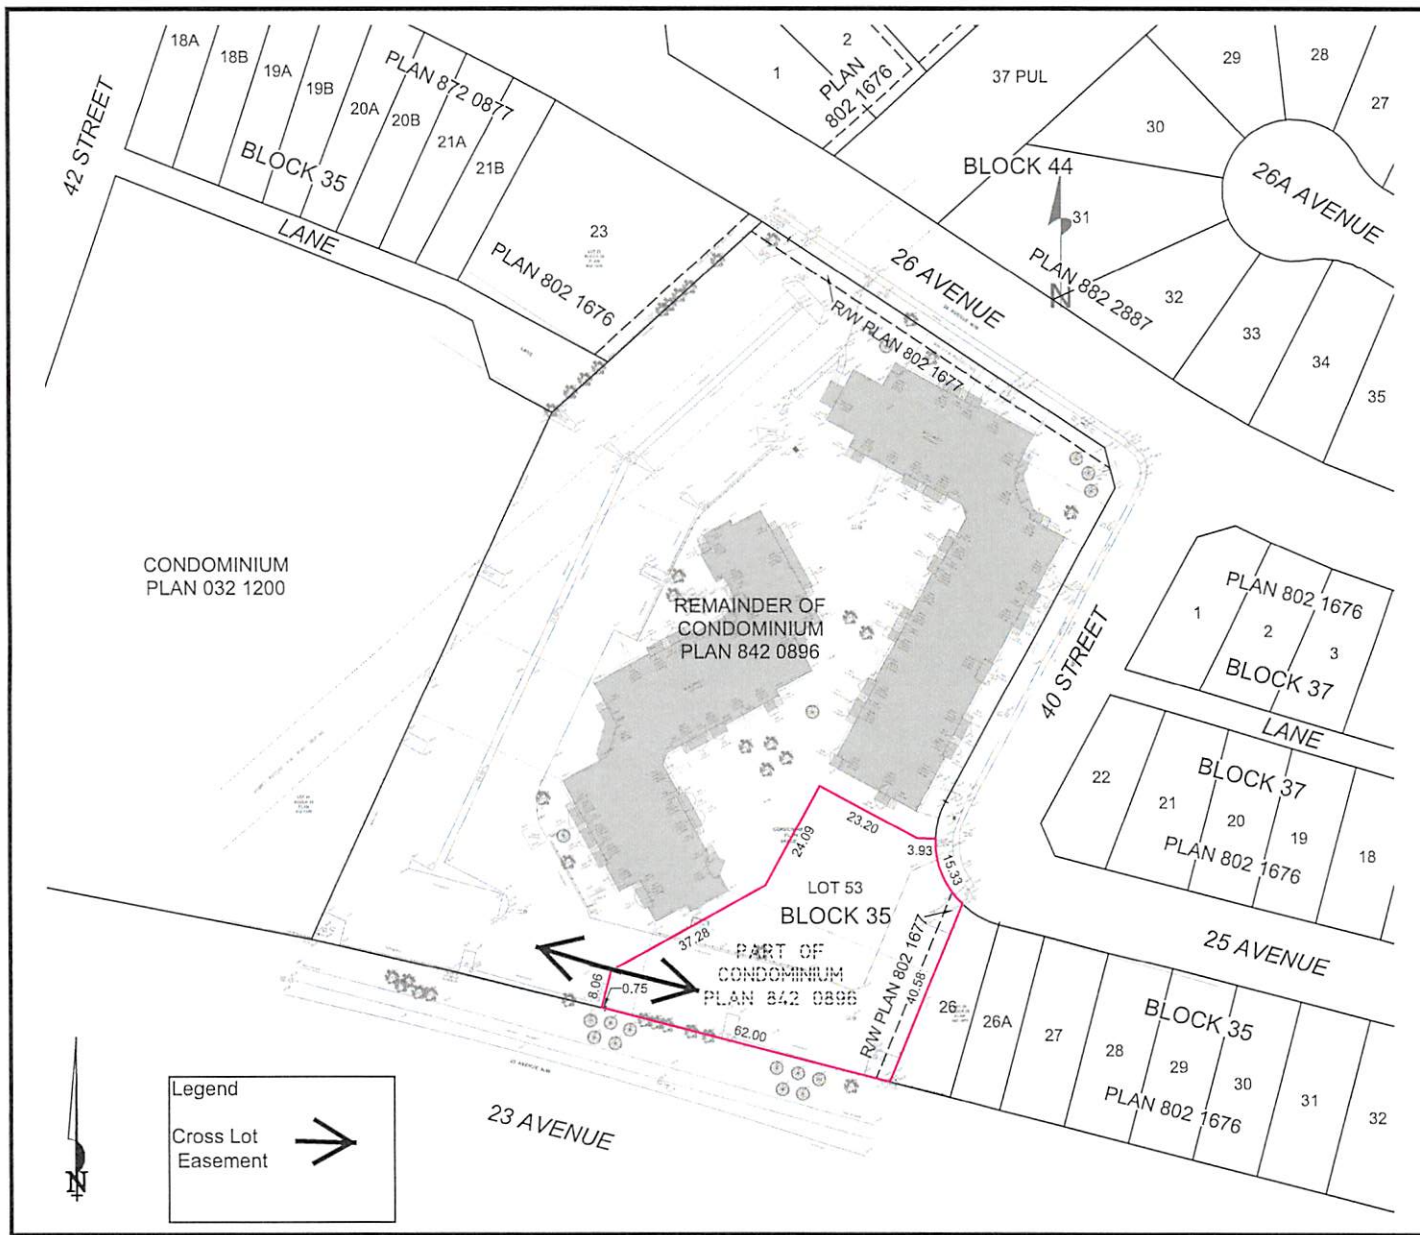 18A
18B
19A
19B
20A
20B
21A
21B
PLAN 872 0877
BLOCK 35
42 STREET
LANE
23
PLAN 802 1676
1
2
PLAN
802 1676
37 PUL
29
28
27
30
BLOCK 44
31
26A AVENUE
26 AVENUE
PLAN 882 2887
N
32
33
34
35
R/W PLAN 802 1677
CONDOMINIUM
PLAN 032 1200
REMAINDER OF
CONDOMINIUM
PLAN 842 0896
40 STREET
PLAN 802 1676
1
2
3
BLOCK 37
LANE
22
21
BLOCK 37
20
19
18
PLAN 802 1676
23.20
24.09
3.93
15.33
LOT 53
BLOCK 35
37.28
PART OF
CONDOMINIUM
PLAN 842 0896
8.06
0.75
62.00
R/W PLAN 802 1677
40.58
25 AVENUE
26
26A
27
28
29
30
31
32
BLOCK 35
PLAN 802 1676
23 AVENUE
Legend
Cross Lot
Easement
N